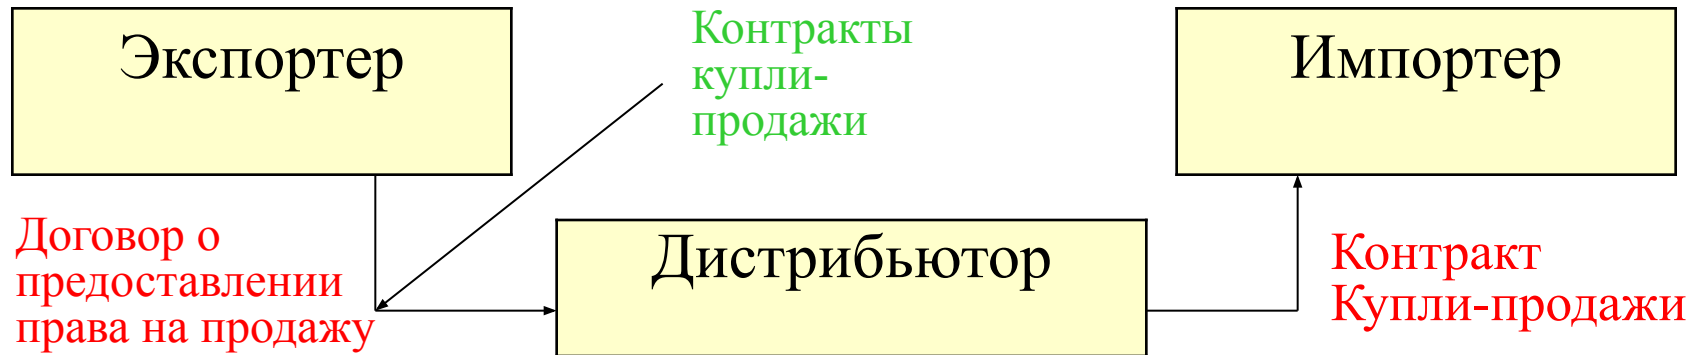 Экспортер
Контракты
купли-
продажи
Импортер
Договор о
предоставлении
права на продажу
Дистрибьютор
Контракт
Купли-продажи